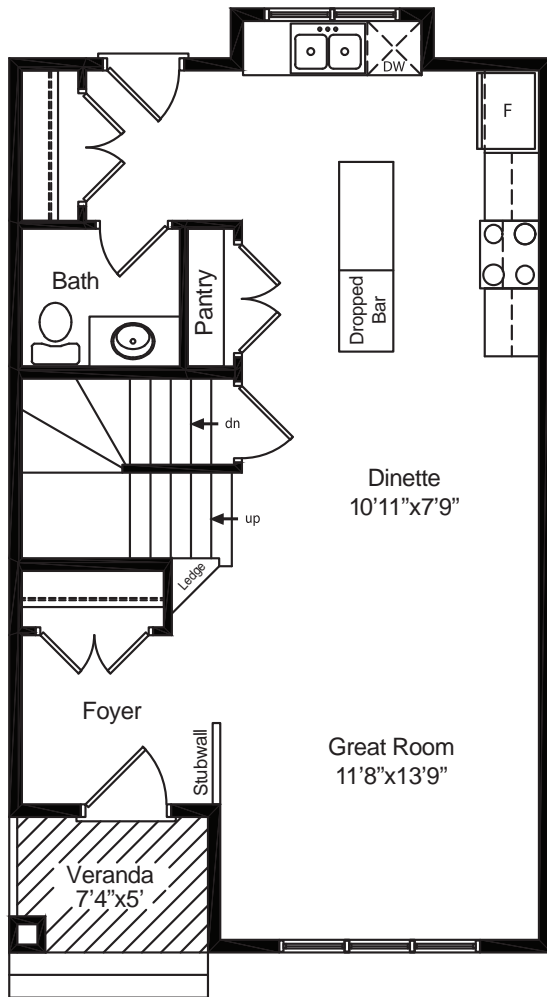 DW
F
Bath
Pantry
Dropped
Bar
dn
Dinette
10’11”x7’9”
up
Ledge
Foyer
Stubwall
Great Room
11’8”x13’9”
Veranda
7’4”x5’